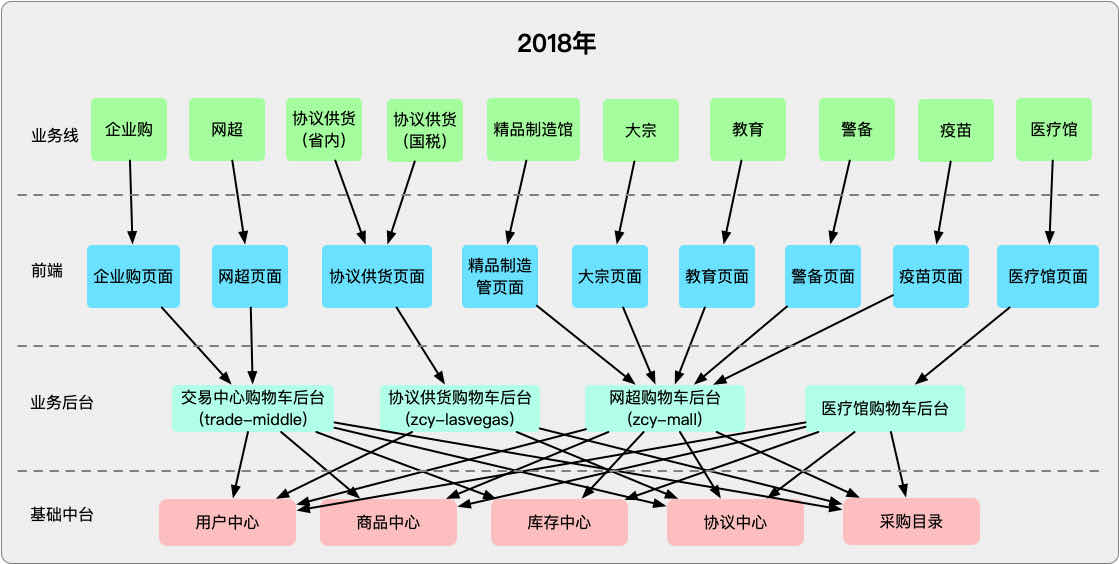 2018年
业务线
企业购
网超
协议供货
(省内)
协议供货
(国税)
精品制造馆
大宗
教育
警备
疫苗
医疗馆
前端
企业购页面
网超页面
协议供货页面
精品制造
管页面
大宗页面
教育页面
警备页面
疫苗页面
医疗馆页面
业务后台
交易中心购物车后台
(trade-middle)
协议供货购物车后台
(zcy-lasvegas)
网超购物车后台
(zcy-mall)
医疗馆购物车后台
基础中台
用户中心
商品中心
库存中心
协议中心
采购目录